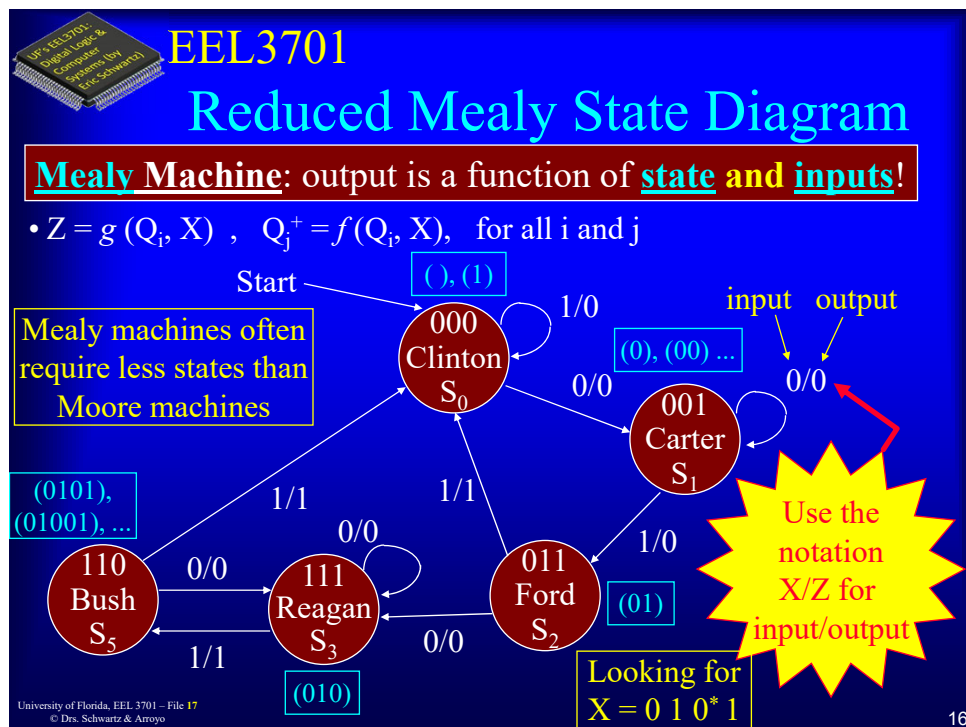 UF's EEL3701:
Digital Logic &
Computer
Systems (by
Eric Schwartz)
EEL3701
Reduced Mealy State Diagram
Mealy Machine: output is a function of state and inputs!
• Z = g (Qᵢ, X) , Qⱼ⁺ = f (Qᵢ, X), for all i and j
Start
( ), (1)
1/0
input output
Mealy machines often
require less states than
Moore machines
000
Clinton
S₀
(0), (00) ...
0/0
0/0
001
Carter
S₁
(0101),
(01001), ...
1/1
1/1
0/0
1/0
Use the
notation
X/Z for
input/output
110
Bush
S₅
0/0
1/1
111
Reagan
S₃
(010)
0/0
011
Ford
S₂
(01)
Looking for
X = 0 1 0* 1
University of Florida, EEL 3701 – File 17
© Drs. Schwartz & Arroyo
16